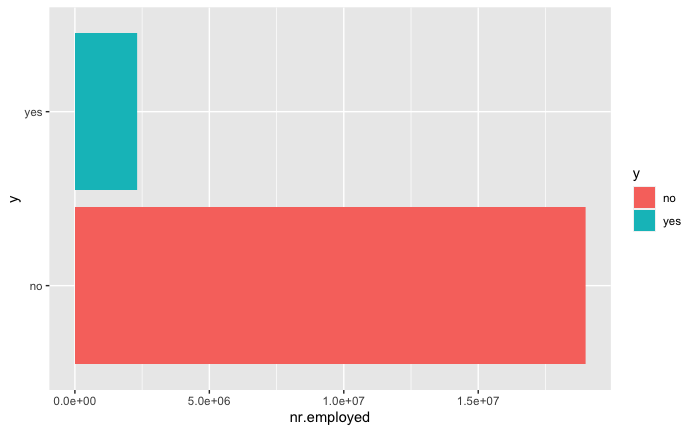 yes
no
y
0.0e+00 5.0e+06 1.0e+07 1.5e+07
nr.employed
y
no
yes